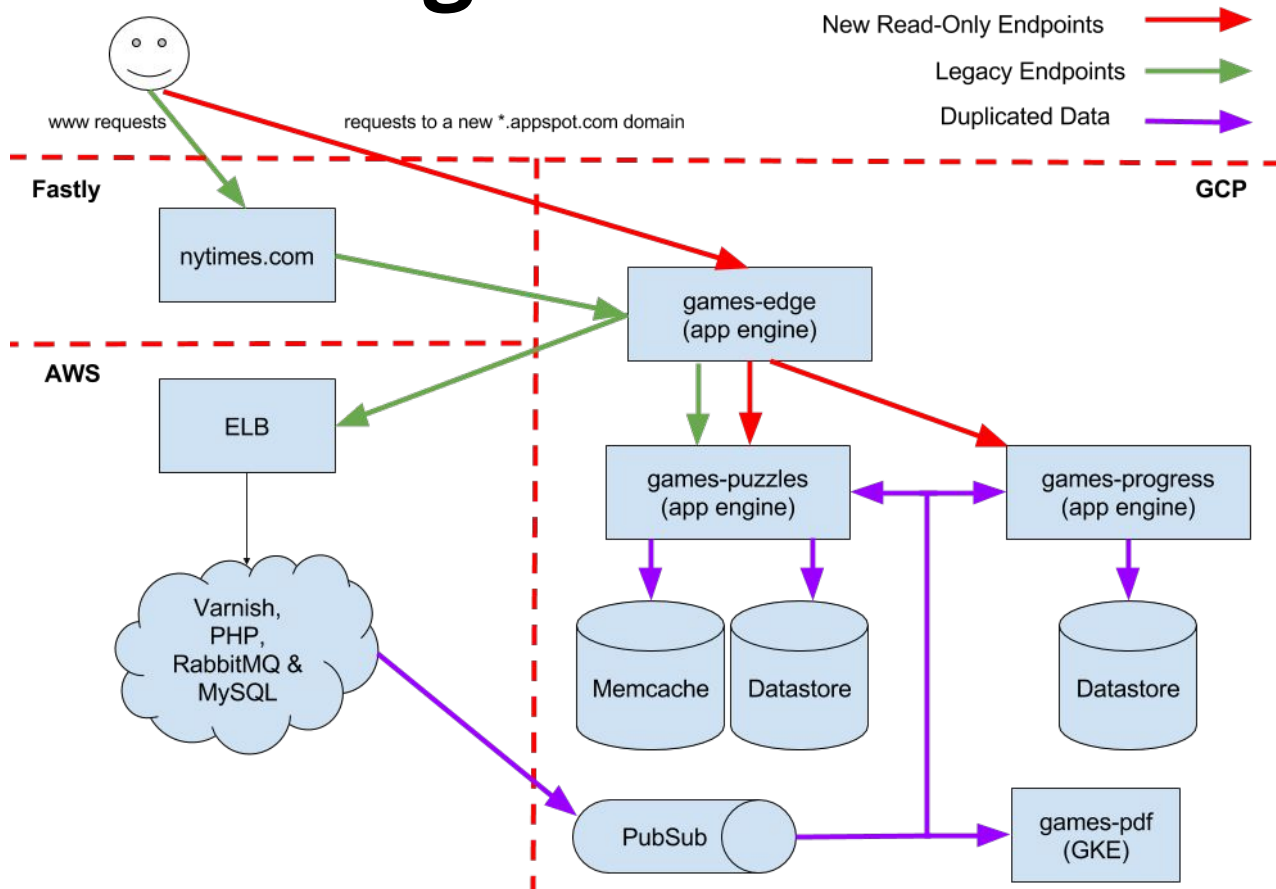 New Read-Only Endpoints
Legacy Endpoints
Duplicated Data
www requests
requests to a new *.appspot.com domain
Fastly
GCP
nytimes.com
games-edge
(app engine)
AWS
ELB
games-puzzles
(app engine)
games-progress
(app engine)
Varnish,
PHP,
RabbitMQ &
MySQL
Memcache
Datastore
Datastore
PubSub
games-pdf
(GKE)